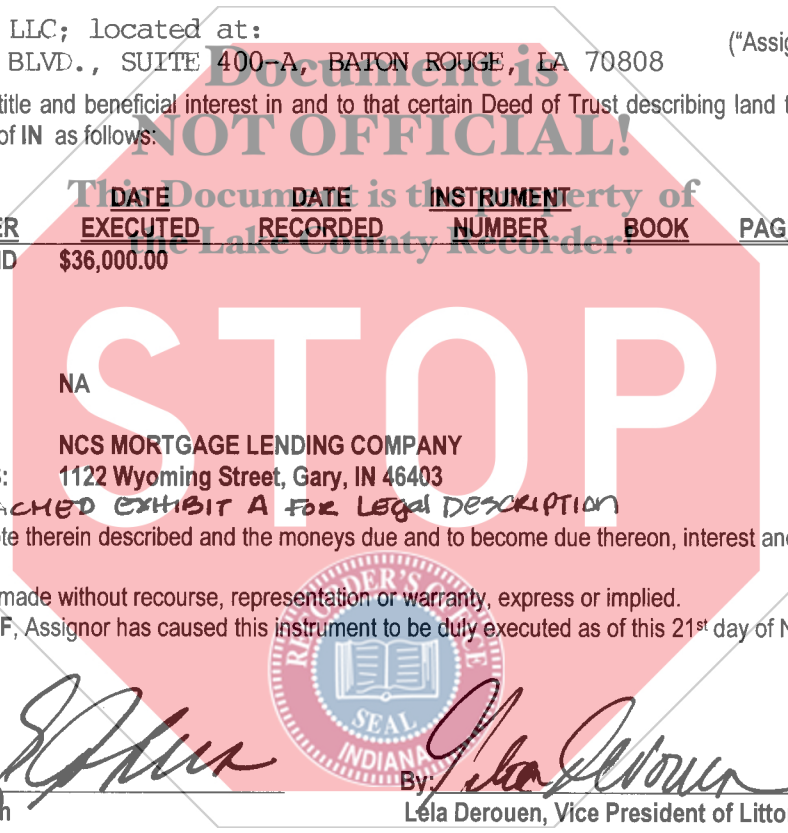 LLC; located at:
("Assig
BLVD., SUITE 400-A, BATON ROUGE, LA 70808
Document is
title and beneficial interest in and to that certain Deed of Trust describing land t
of IN as follows:
NOT OFFICIAL!
This Document is the property of
the Lake County Recorder!
DATE DATE INSTRUMENT
ER EXECUTED RECORDED NUMBER BOOK PAG
ND $36,000.00
STOP
NA
NCS MORTGAGE LENDING COMPANY
S: 1122 Wyoming Street, Gary, IN 46403
ACHED EXHIBIT A FOR LEgal DESCRIPTION
te therein described and the moneys due and to become due thereon, interest and
made without recourse, representation or warranty, express or implied.
F, Assignor has caused this instrument to be duly executed as of this 21st day of N
RECORDER'S OFFICE
SEAL
INDIANA
By: Lela Derouen
n
Lela Derouen, Vice President of Litto